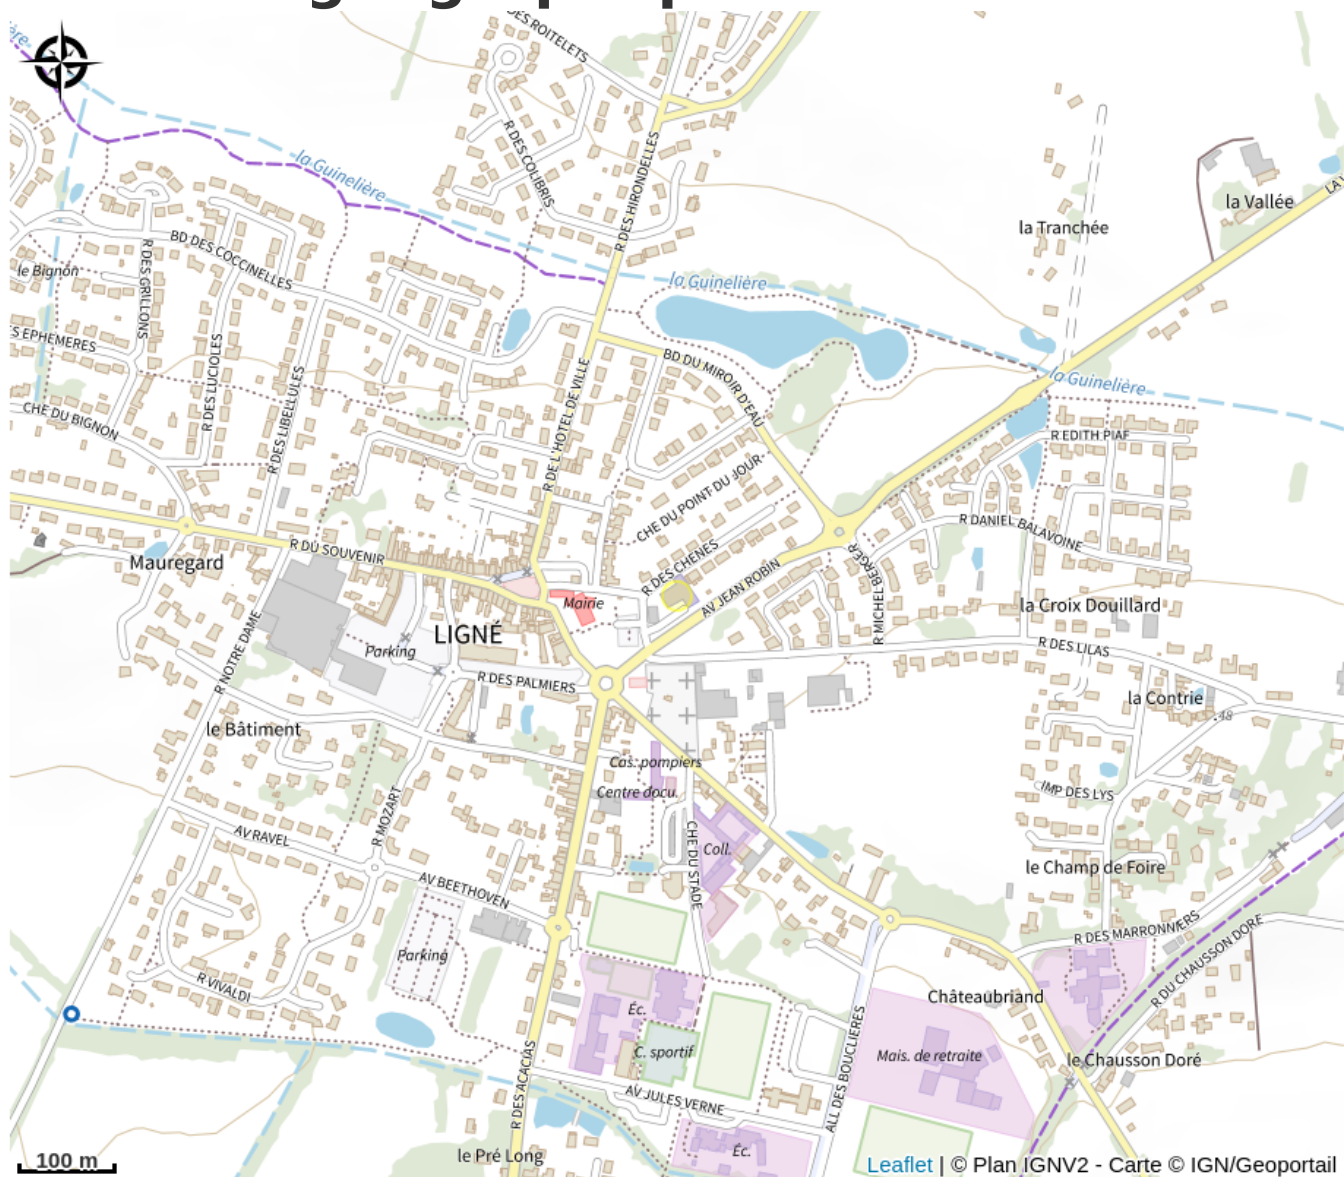 DES ROITELETS
ère
R DES COLIBRIS
R DES HIRONDELLES
la Guinelière
la Vallée
LA V
la Tranchée
BD DES COCCINELLES
R DES GRILLONS
le Bignon
la Guinelière
S EPHEMERES
R DES LUCIOLES
R DES LIBELLULES
R DE L'HOTEL DE VILLE
BD DU MIROIR D'EAU
la Guinelière
CHE DU BIGNON
R EDITH PIAF
CHE DU POINT DU JOUR
R DANIEL BALAVOINE
R DU SOUVENIR
Mauregard
R DES CHENES
AV JEAN ROBIN
R MICHEL BERGER
Mairie
la Croix Douillard
LIGNÉ
Parking
R NOTRE DAME
R DES LILAS
R DES PALMIERS
la Contrie
48
le Bâtiment
Cas. pompiers
Centre docu.
IMP DES LYS
R MOZART
AV RAVEL
CHE DU STADE
Coll.
le Champ de Foire
AV BEETHOVEN
R DES MARRONNIERS
Parking
R DU CHAUSSON DORE
R VIVALDI
Châteaubriand
Éc.
C. sportif
Mais. de retraite
le Chausson Doré
R DES ACACIAS
ALL DES BOUCLIERES
AV JULES VERNE
le Pré Long
Éc.
100 m
Leaflet | © Plan IGNV2 - Carte © IGN/Geoportail